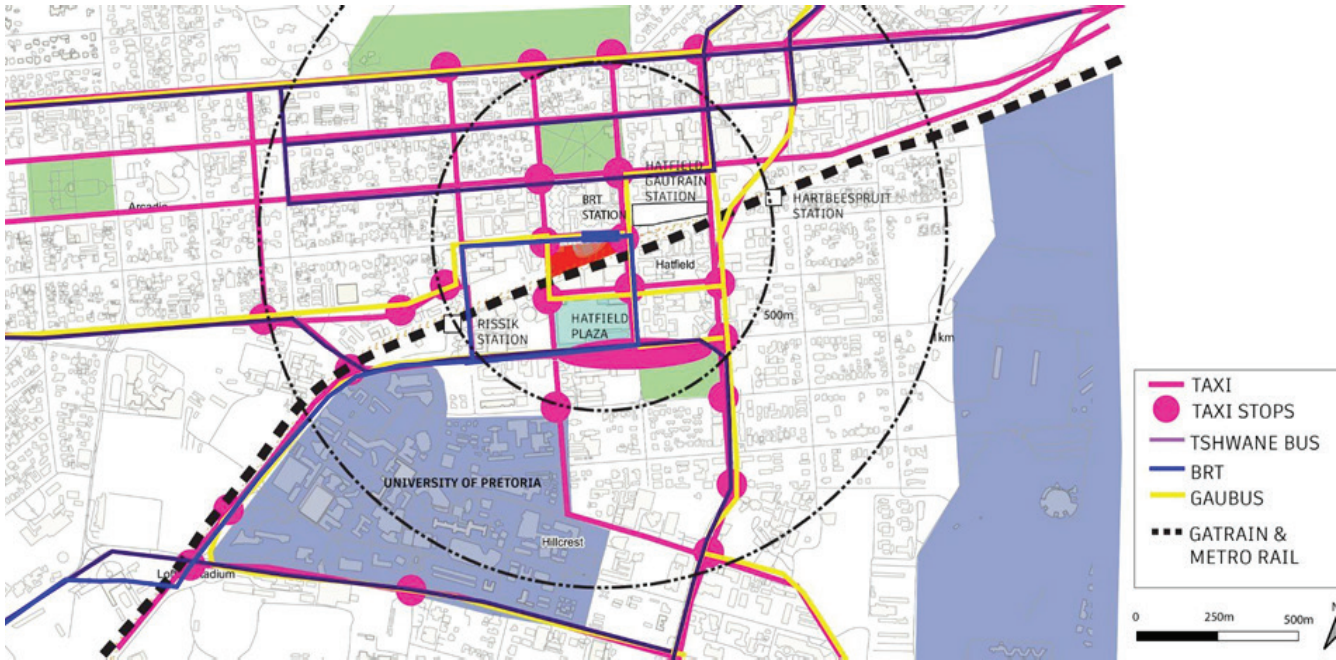 HATFIELD
GAUTRAIN
STATION
BRT
STATION
HARTBEESPRUIT
STATION
Arcadia
Hatfield
RISSIK
STATION
HATFIELD
PLAZA
500m
1km
UNIVERSITY OF PRETORIA
Hillcrest
TAXI
TAXI STOPS
TSHWANE BUS
BRT
GAUBUS
GATRAIN &
METRO RAIL
0 250m 500m
N